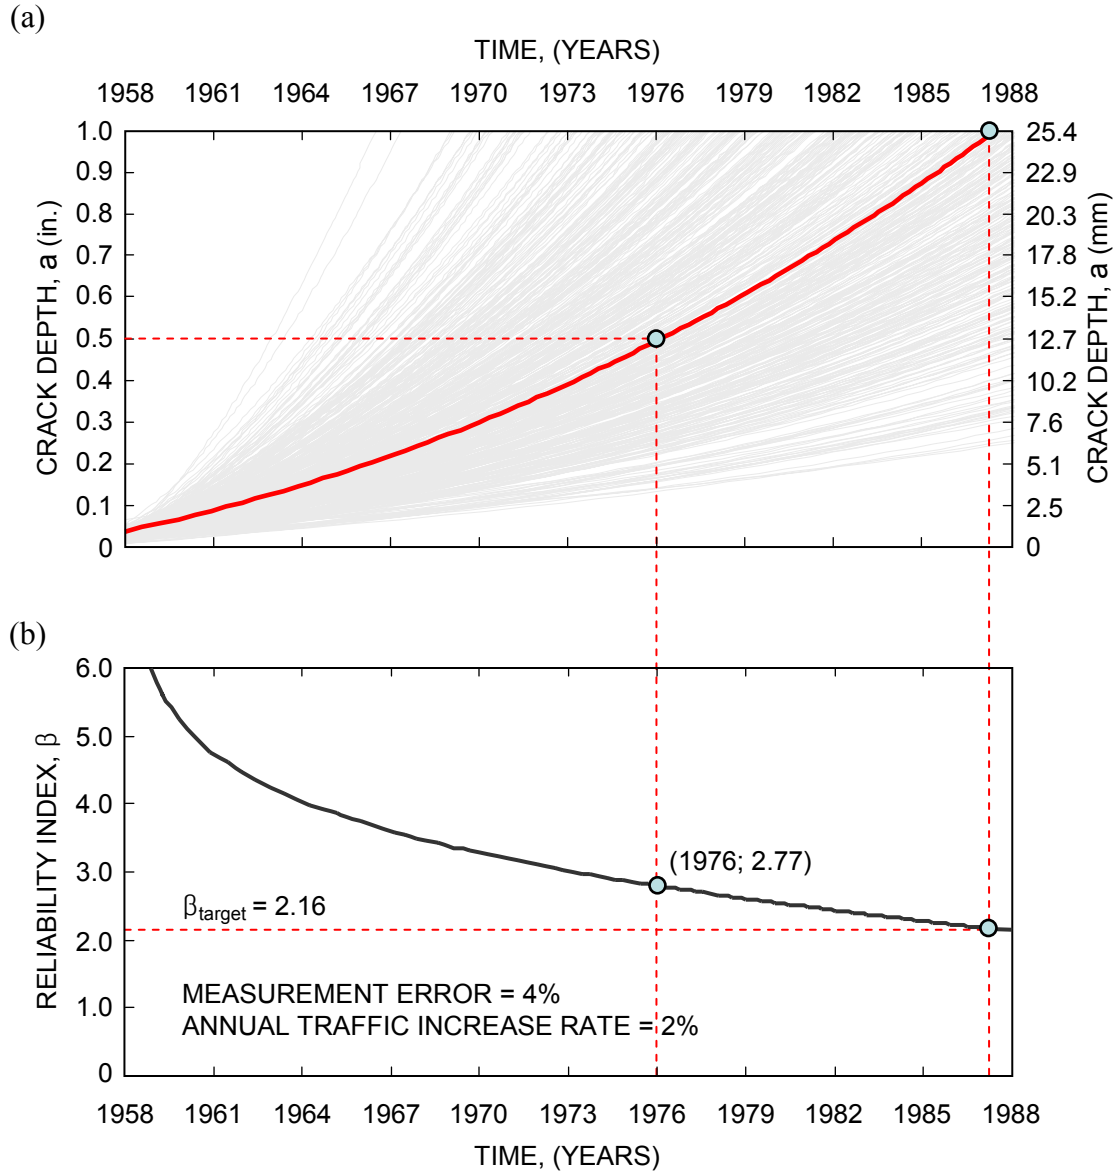 (a)
TIME, (YEARS)
1958 1961 1964 1967 1970 1973 1976 1979 1982 1985 1988
1.0 25.4
0.9 22.9
0.8 20.3
0.7 17.8
0.6 15.2
0.5 12.7
0.4 10.2
0.3 7.6
0.2 5.1
0.1 2.5
0 0
CRACK DEPTH, a (in.)
CRACK DEPTH, a (mm)
(b)
6.0
5.0
4.0
3.0
2.0
1.0
0
RELIABILITY INDEX, β
(1976; 2.77)
βtarget = 2.16
MEASUREMENT ERROR = 4%
ANNUAL TRAFFIC INCREASE RATE = 2%
1958 1961 1964 1967 1970 1973 1976 1979 1982 1985 1988
TIME, (YEARS)